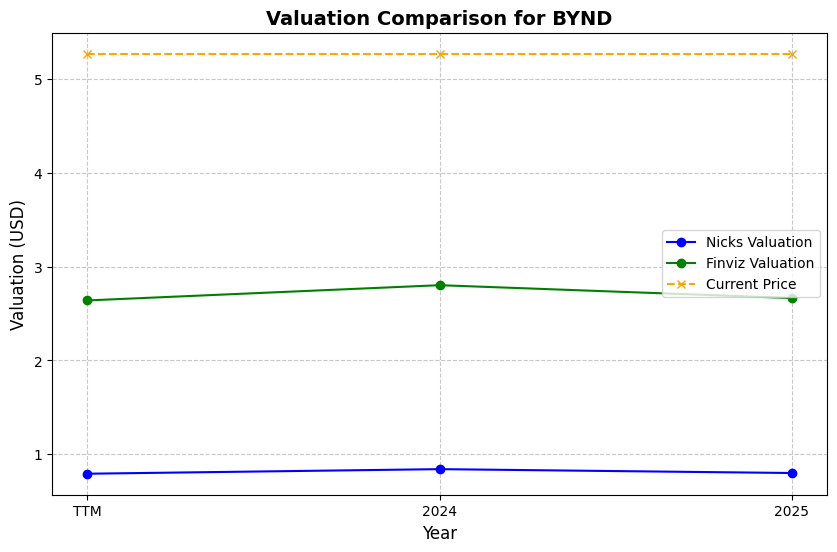 Valuation Comparison for BYND
Valuation (USD)
5
4
3
2
1
Nicks Valuation
Finviz Valuation
Current Price
TTM
2024
2025
Year